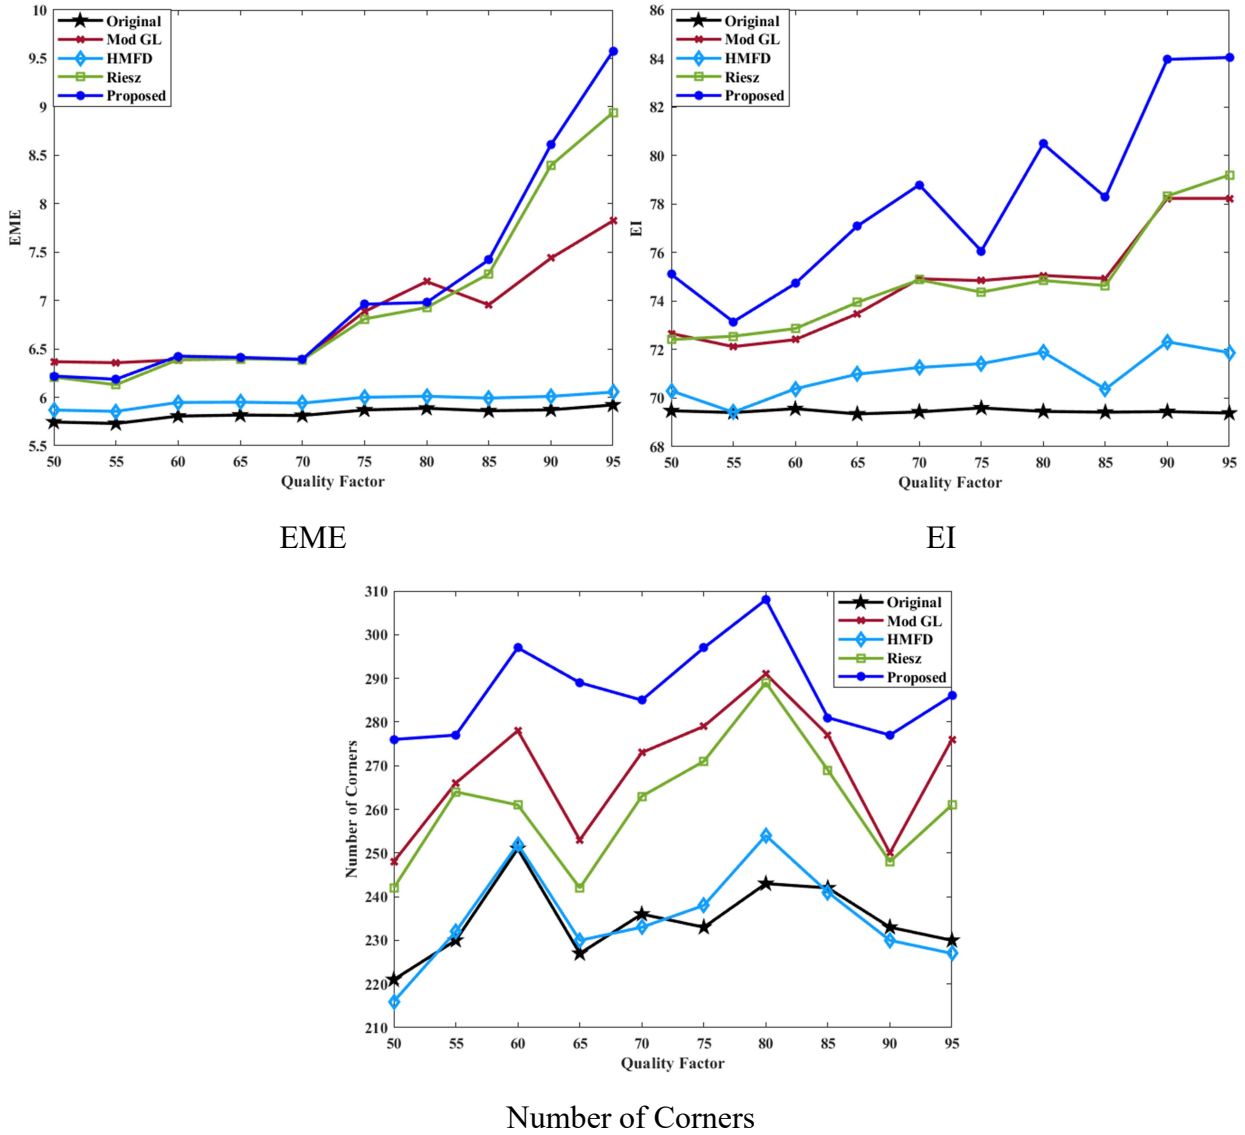 10
9.5
9
8.5
8
7.5
7
6.5
6
5.5
EME
Original
Mod GL
HMFD
Riesz
Proposed
50 55 60 65 70 75 80 85 90 95
Quality Factor
EME
86
84
82
80
78
76
74
72
70
68
EI
Original
Mod GL
HMFD
Riesz
Proposed
50 55 60 65 70 75 80 85 90 95
Quality Factor
EI
310
300
290
280
270
260
250
240
230
220
210
Number of Corners
Original
Mod GL
HMFD
Riesz
Proposed
50 55 60 65 70 75 80 85 90 95
Quality Factor
Number of Corners